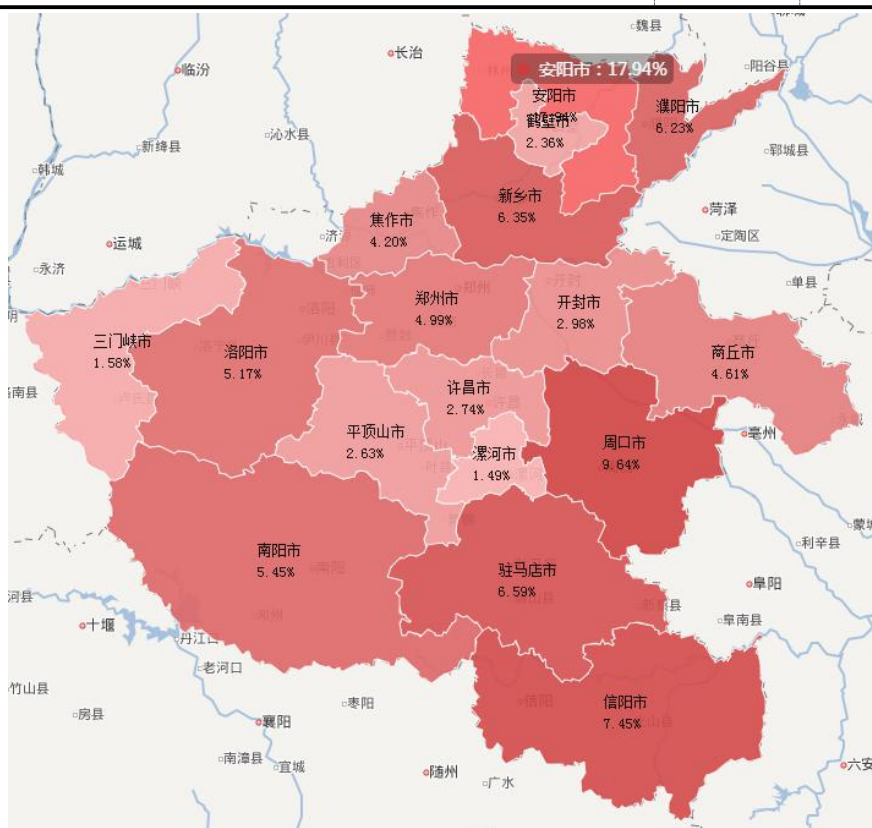 魏县
长治
临汾
安阳市：17.94%
阳谷县
安阳市
17.94%
濮阳市
6.23%
鹤壁市
2.36%
沁水县
新绛县
郓城县
韩城
新乡市
6.35%
焦作市
4.20%
菏泽
定陶区
运城
永济
单县
郑州市
4.99%
开封市
2.98%
三门峡市
1.58%
洛阳市
5.17%
商丘市
4.61%
洛南县
许昌市
2.74%
平顶山市
2.63%
漯河市
1.49%
周口市
9.64%
亳州
蒙城
利辛县
南阳市
5.45%
驻马店市
6.59%
阜阳
阜南县
十堰
丹江口
老河口
竹山县
房县
枣阳
襄阳
信阳市
7.45%
南漳县
宜城
随州
广水
六安